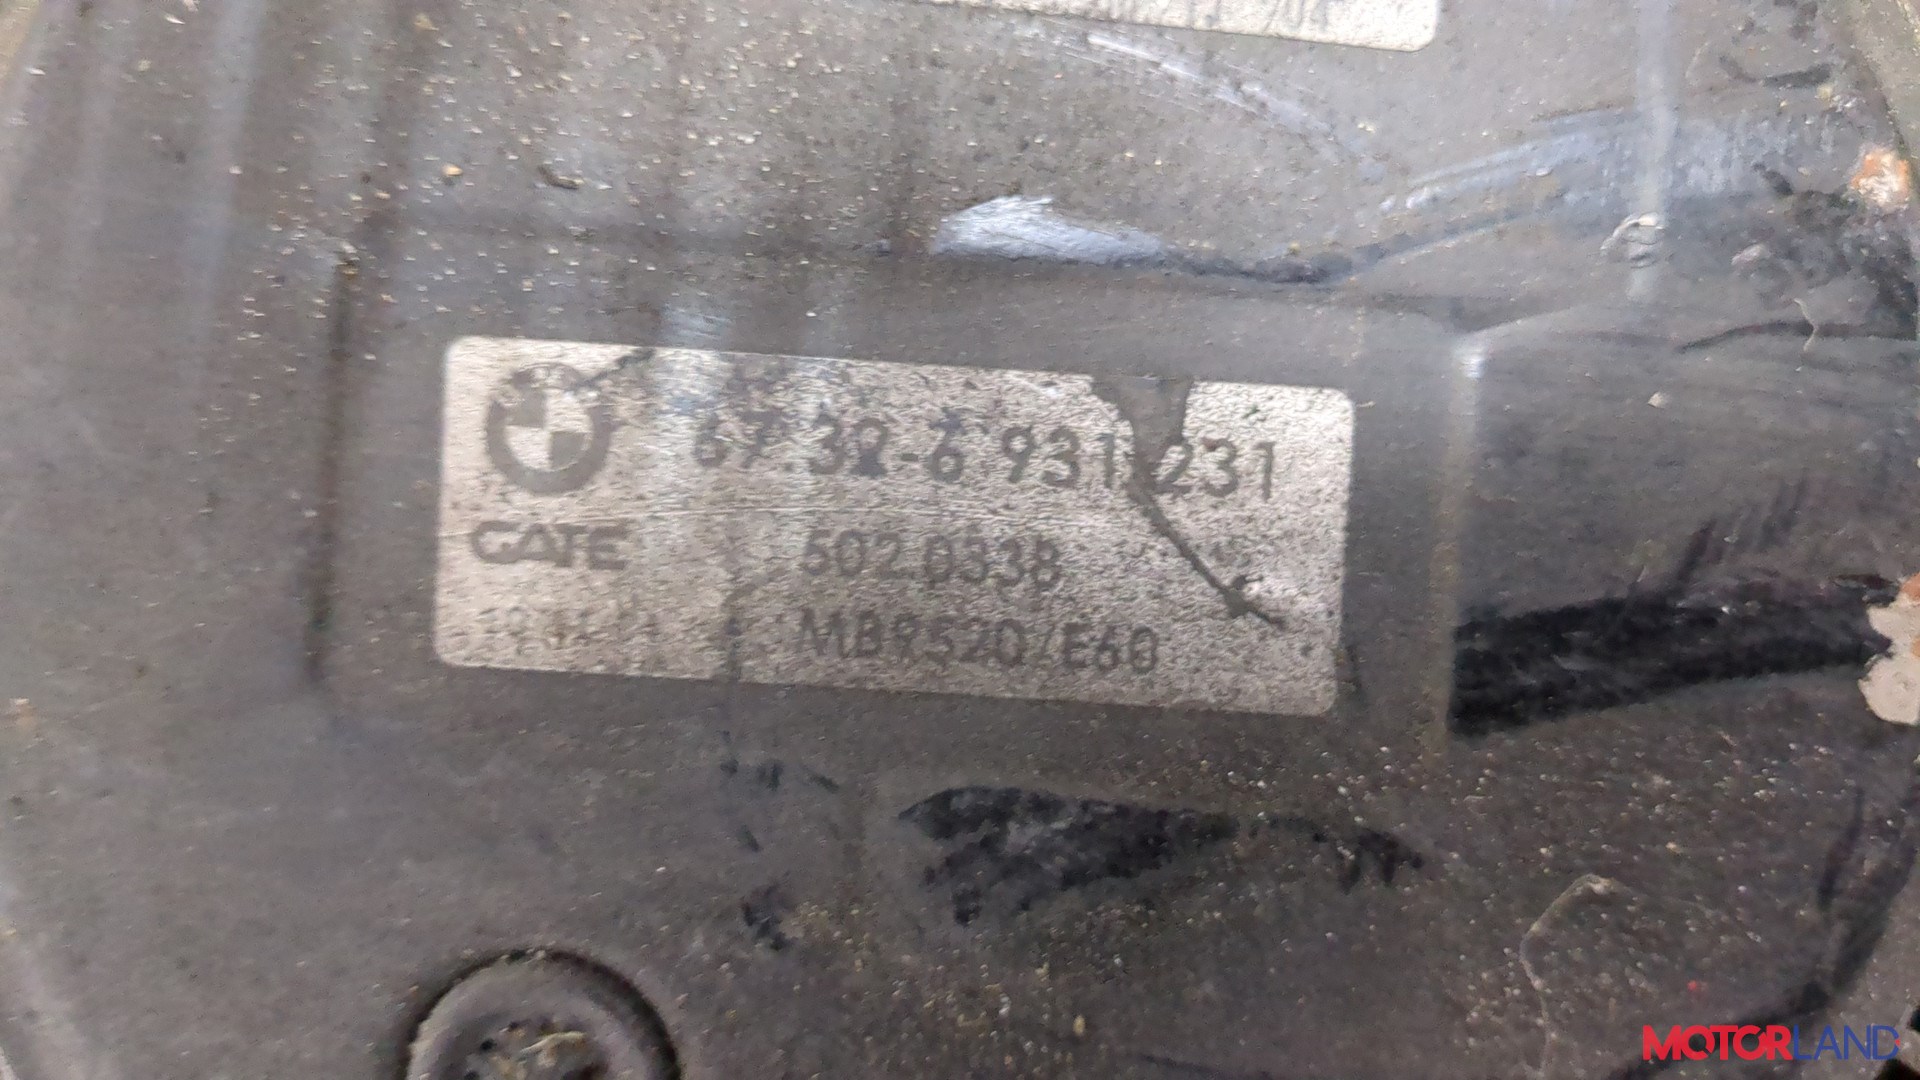 67.32-6 931 231
GATE
502.0338
MB9520/E60
MOTORLAND